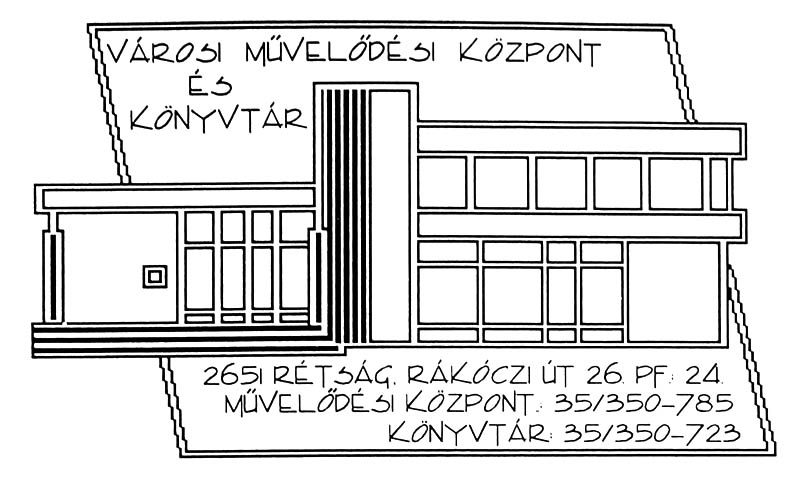 VÁROSI MŰVELŐDÉSI KÖZPONT
ÉS
KÖNYVTÁR
2651 RÉTSÁG, RÁKÓCZI ÚT 26. PF.: 24.
MŰVELŐDÉSI KÖZPONT.: 35/350-785
KÖNYVTÁR: 35/350-723